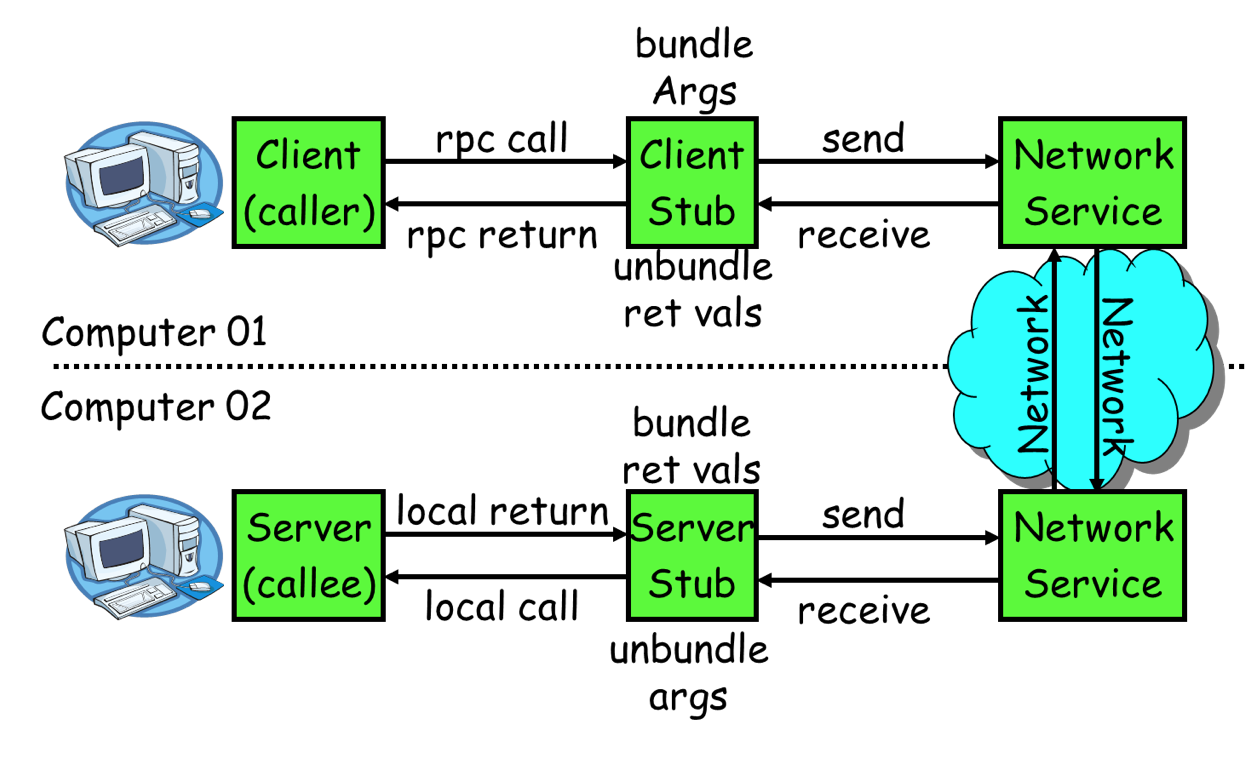 bundle
Args
Client
(caller)
rpc call
rpc return
Client
Stub
send
receive
Network
Service
unbundle
ret vals
Computer 01
Network
Network
Computer 02
bundle
ret vals
Server
(callee)
local return
local call
Server
Stub
send
receive
Network
Service
unbundle
args